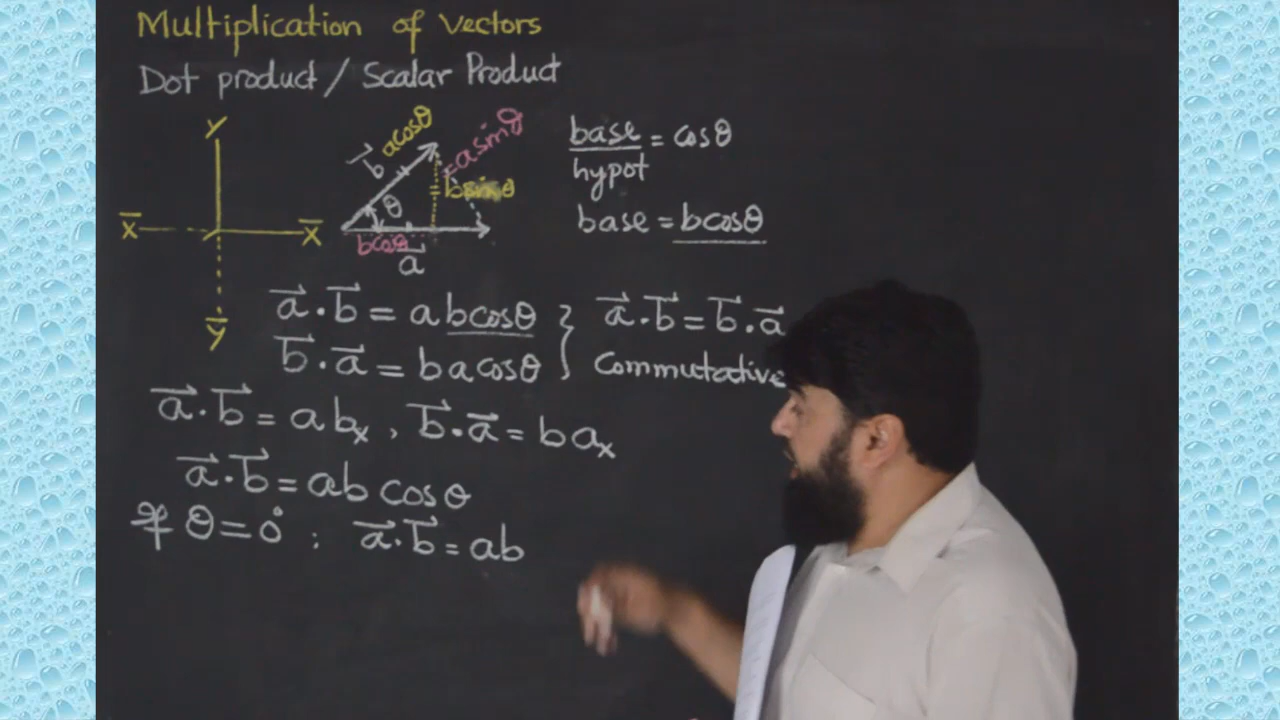 Multiplication of vectors
Dot product / Scalar Product
Y
X̅ X̅
Y̅
b⃗ acosθ
asinθ
bsinθ
θ
bcosθ
a⃗
base/hypot = cosθ
base = bcosθ
a⃗.b⃗ = abcosθ } a⃗.b⃗ = b⃗.a⃗
b⃗.a⃗ = bacosθ } Commutative
a⃗.b⃗ = abₓ , b⃗.a⃗ = baₓ
a⃗.b⃗ = ab cosθ
If θ = 0° ; a⃗.b⃗ = ab